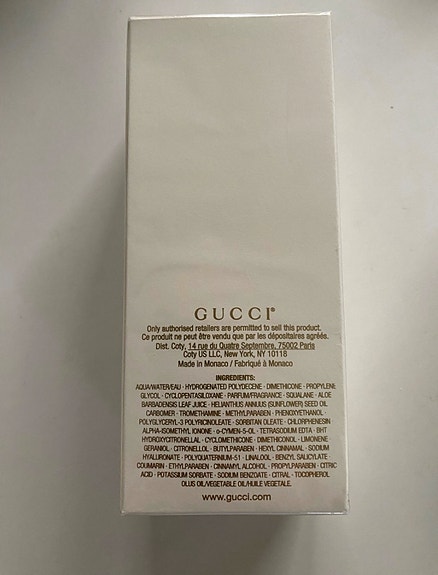 GUCCI®
Only authorised retailers are permitted to sell this product.
Ce produit ne peut être vendu que par les dépositaires agréés.
Dist. Coty, 14 rue du Quatre Septembre, 75002 Paris
Coty US LLC, New York, NY 10118
Made in Monaco / Fabriqué à Monaco
INGREDIENTS:
AQUA/WATER/EAU · HYDROGENATED POLYDECENE · DIMETHICONE · PROPYLENE
GLYCOL · CYCLOPENTASILOXANE · PARFUM/FRAGRANCE · SQUALANE · ALOE
BARBADENSIS LEAF JUICE · HELIANTHUS ANNUUS (SUNFLOWER) SEED OIL
CARBOMER · TROMETHAMINE · METHYLPARABEN · PHENOXYETHANOL ·
POLYGLYCERYL-3 POLYRICINOLEATE · SORBITAN OLEATE · CHLORPHENESIN
ALPHA-ISOMETHYL IONONE · o-CYMEN-5-OL · TETRASODIUM EDTA · BHT
HYDROXYCITRONELLAL · CYCLOMETHICONE · DIMETHICONOL · LIMONENE
GERANIOL · CITRONELLOL · BUTYLPARABEN · HEXYL CINNAMAL · SODIUM
HYALURONATE · POLYQUATERNIUM-51 · LINALOOL · BENZYL SALICYLATE ·
COUMARIN · ETHYLPARABEN · CINNAMYL ALCOHOL · PROPYLPARABEN · CITRIC
ACID · POTASSIUM SORBATE · SODIUM BENZOATE · CITRAL · TOCOPHEROL
OLUS OIL/VEGETABLE OIL/HUILE VEGETALE.
www.gucci.com